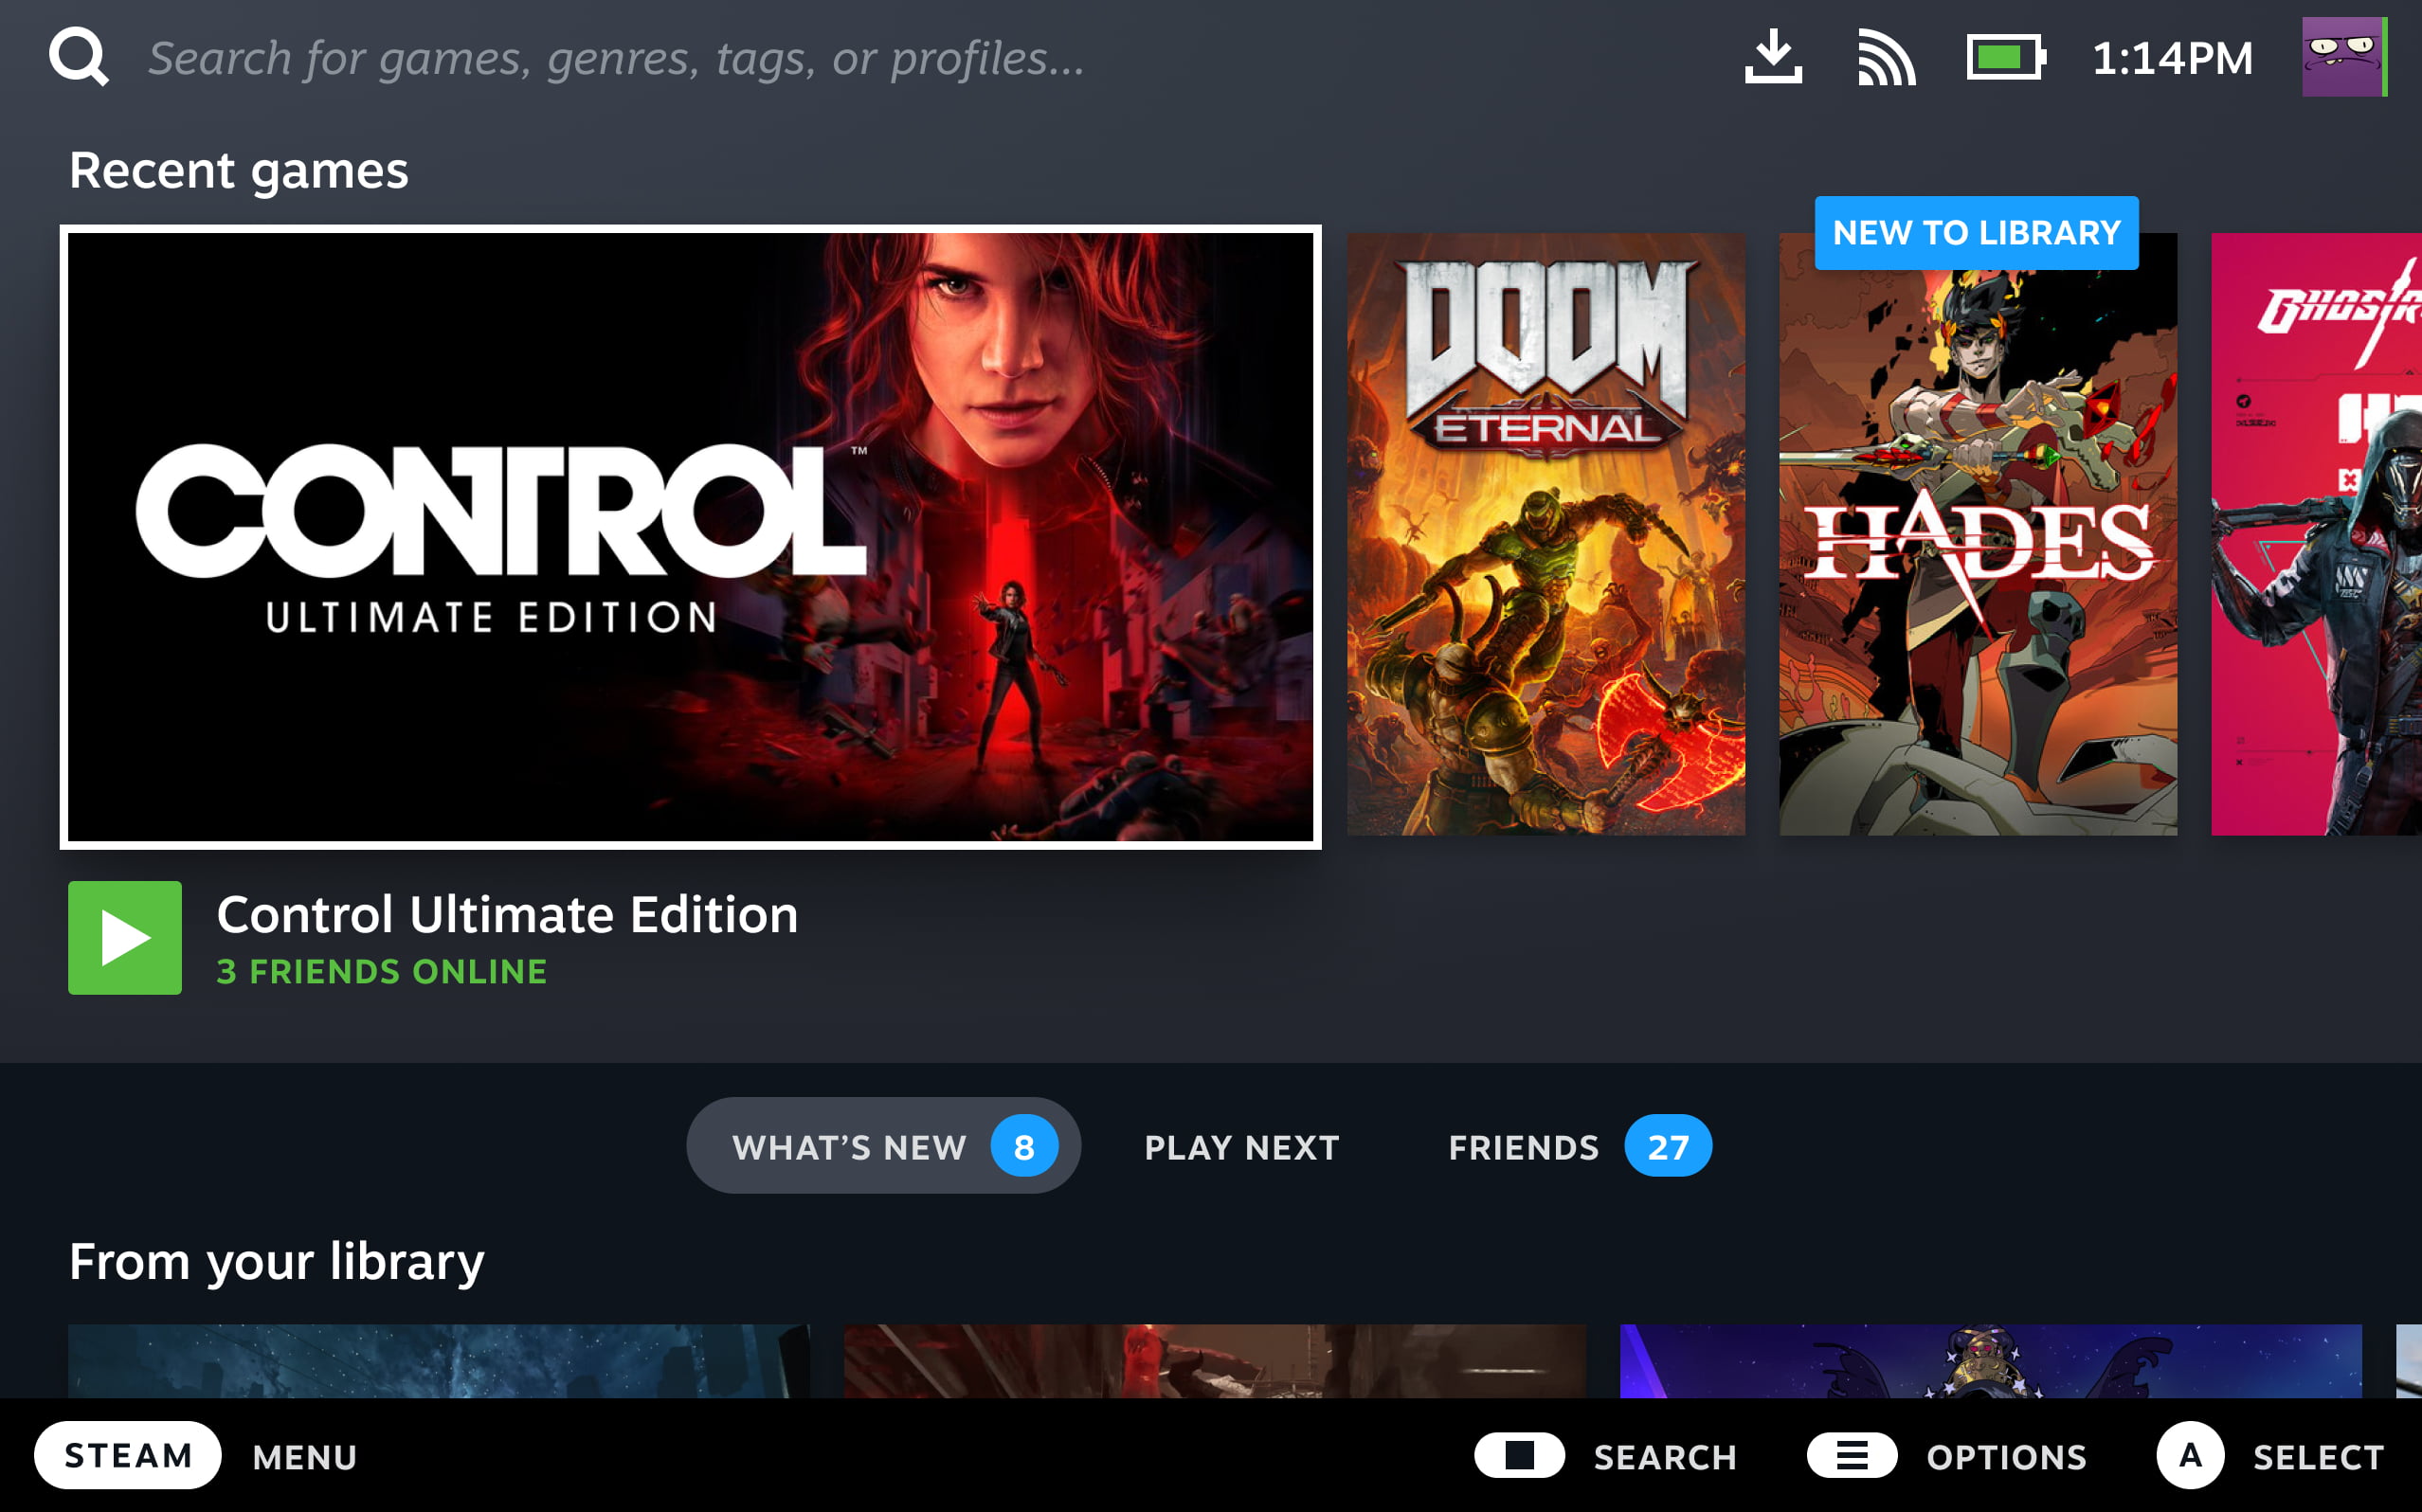 Search for games, genres, tags, or profiles...
1:14PM
Recent games
CONTROL™
ULTIMATE EDITION
DOOM
ETERNAL
NEW TO LIBRARY
HADES
Control Ultimate Edition
3 FRIENDS ONLINE
WHAT’S NEW 8
PLAY NEXT
FRIENDS 27
From your library
STEAM MENU
SEARCH
OPTIONS
A SELECT